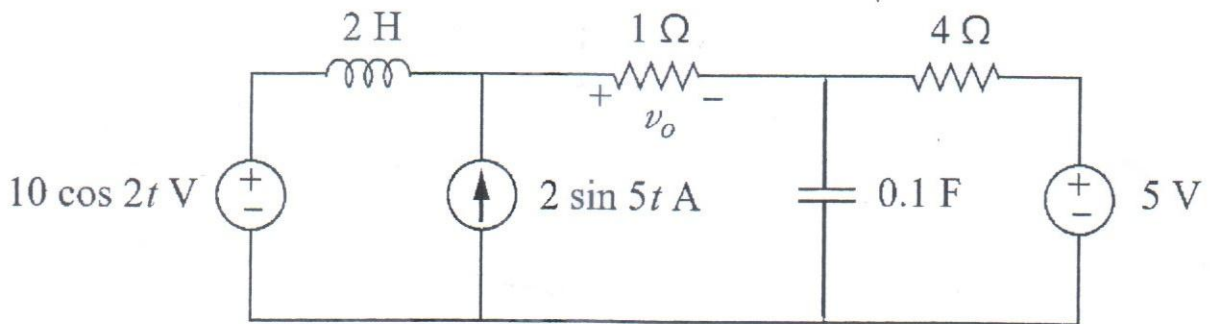 2 H 1 Ω 4 Ω
+ −
v_o
10 cos 2t V + − 2 sin 5t A 0.1 F + − 5 V